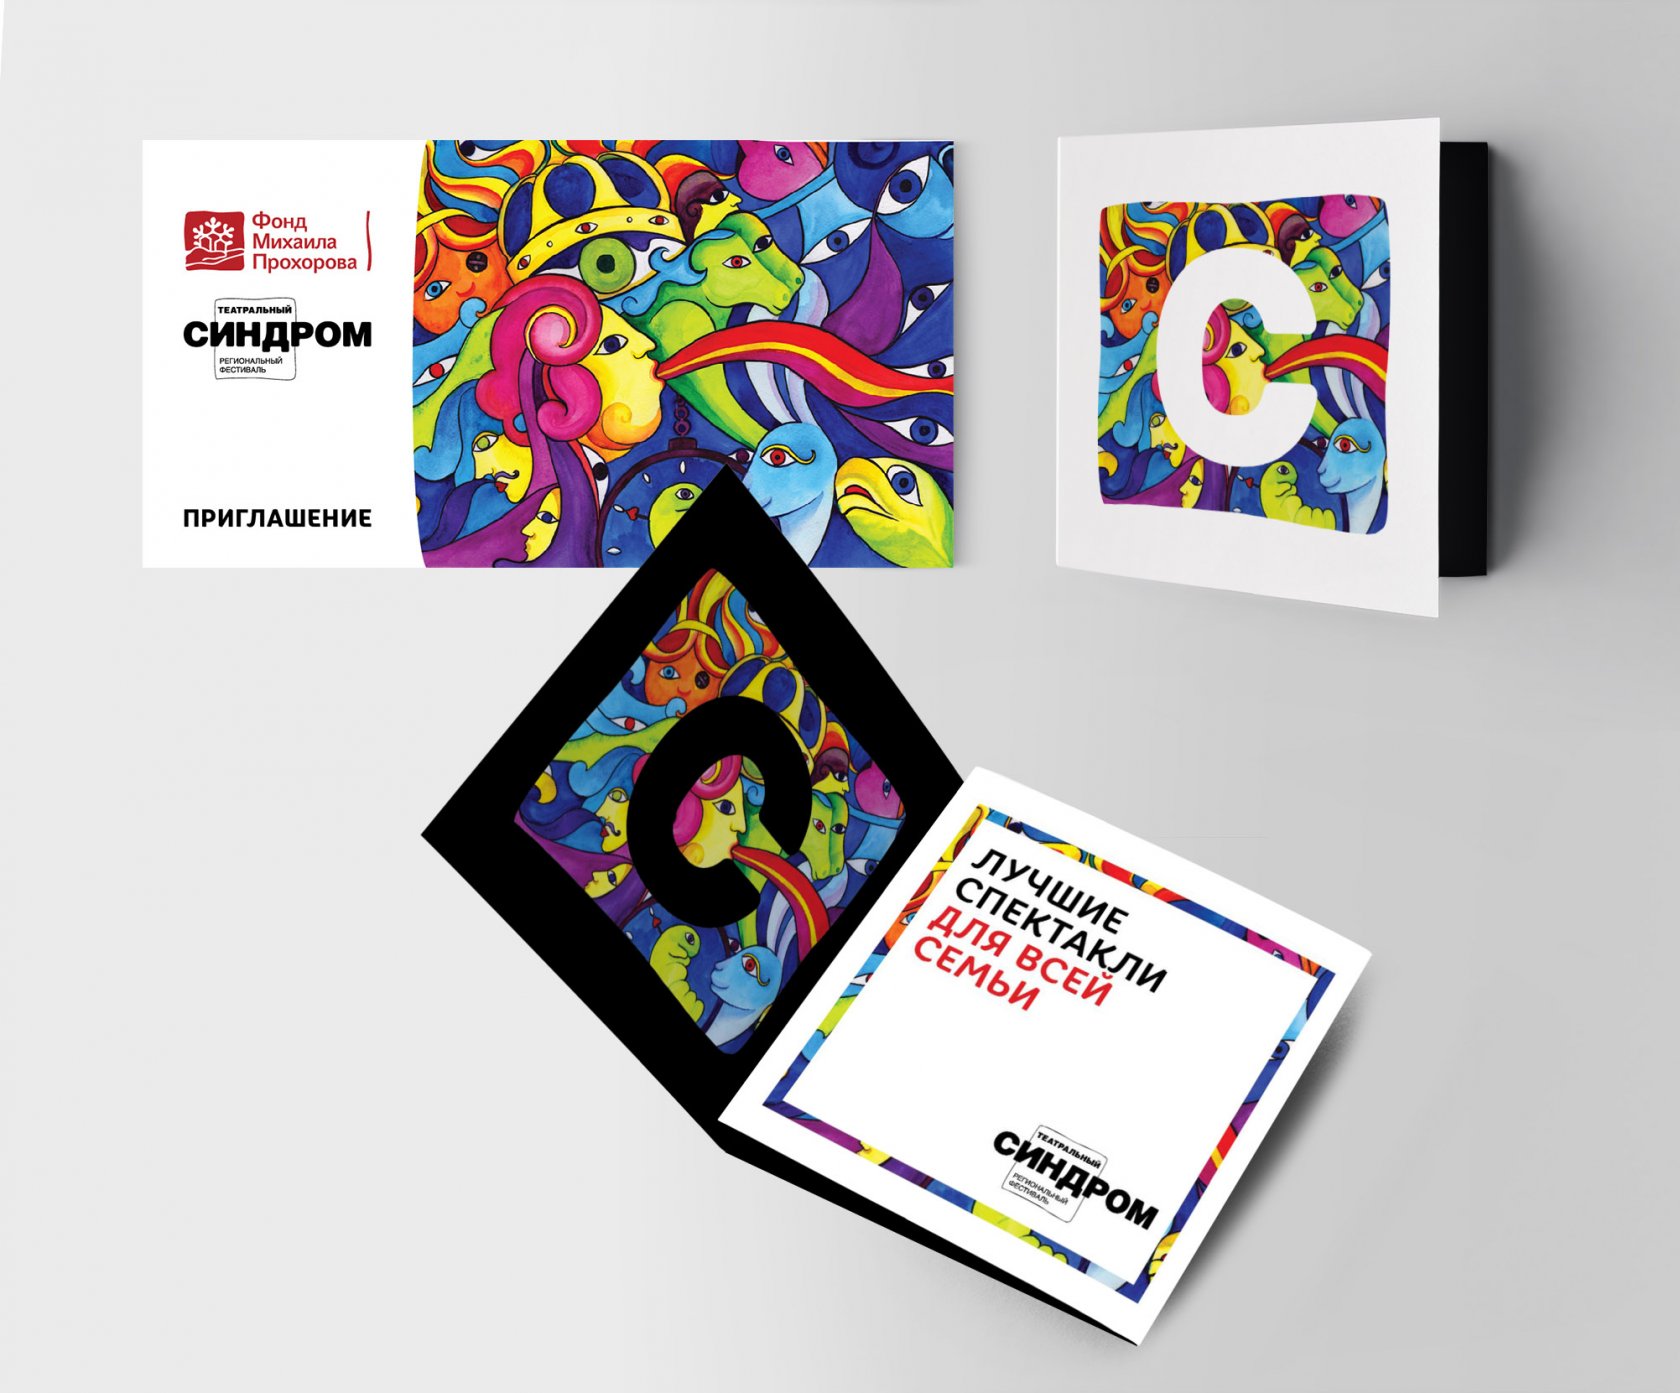 Фонд
Михаила
Прохорова
ТЕАТРАЛЬНЫЙ
СИНДРОМ
РЕГИОНАЛЬНЫЙ
ФЕСТИВАЛЬ
ПРИГЛАШЕНИЕ
С
С
ЛУЧШИЕ
СПЕКТАКЛИ
ДЛЯ ВСЕЙ
СЕМЬИ
ТЕАТРАЛЬНЫЙ
СИНДРОМ
РЕГИОНАЛЬНЫЙ
ФЕСТИВАЛЬ